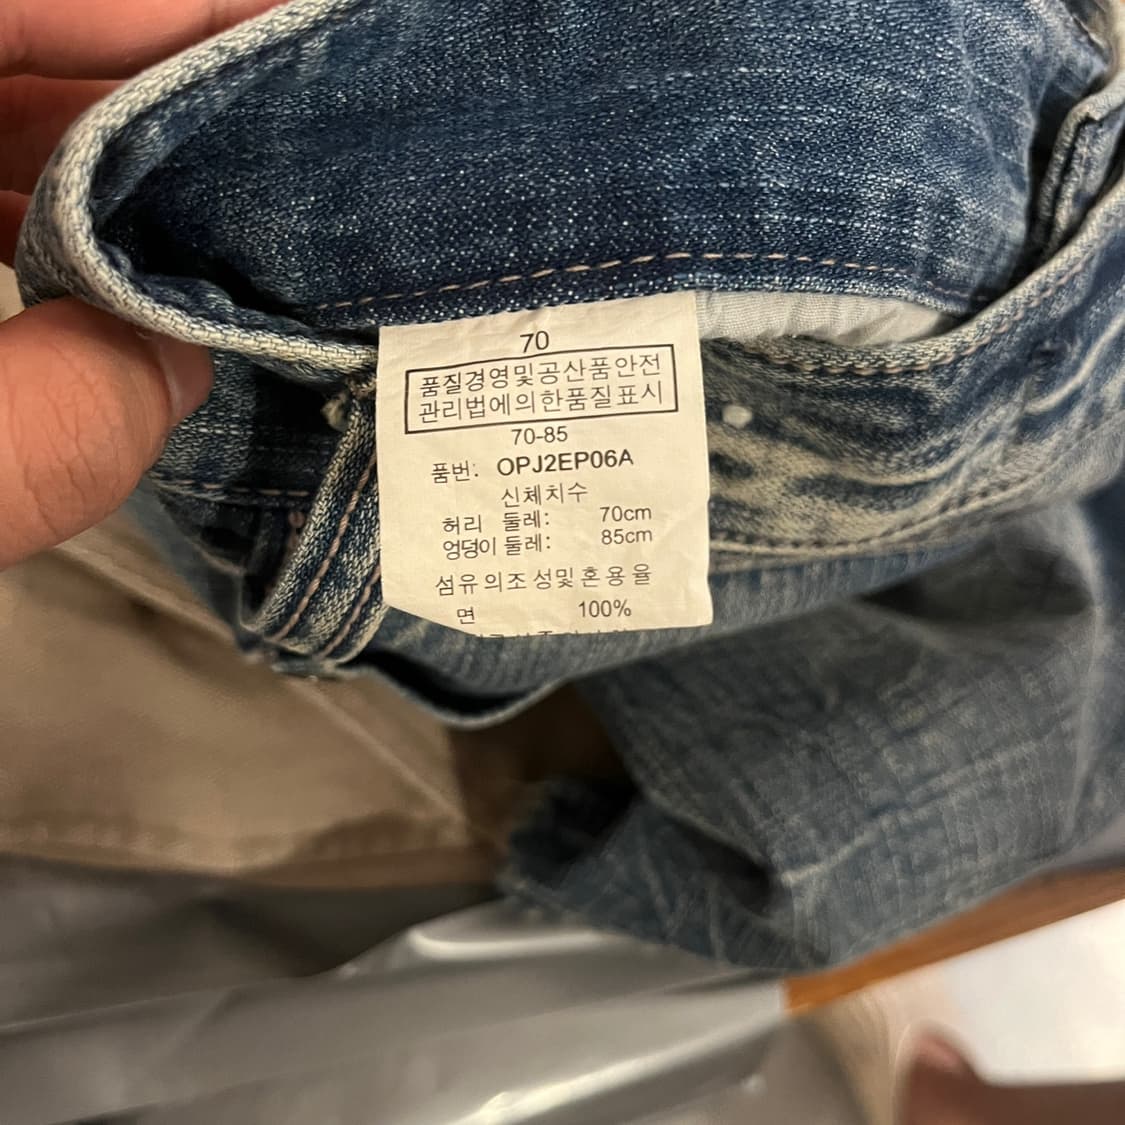 70
품질경영및공산품안전
관리법에의한품질표시
70-85
품번: OPJ2EP06A
신체치수
허리 둘레: 70cm
엉덩이 둘레: 85cm
섬유의조성및혼용율
면 100%